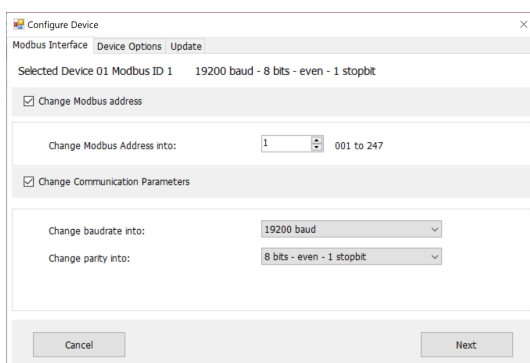 Configure Device
Modbus Interface Device Options Update
Selected Device 01 Modbus ID 1 19200 baud - 8 bits - even - 1 stopbit
Change Modbus address
Change Modbus Address into: 1 001 to 247
Change Communication Parameters
Change baudrate into: 19200 baud
Change parity into: 8 bits - even - 1 stopbit
Cancel Next